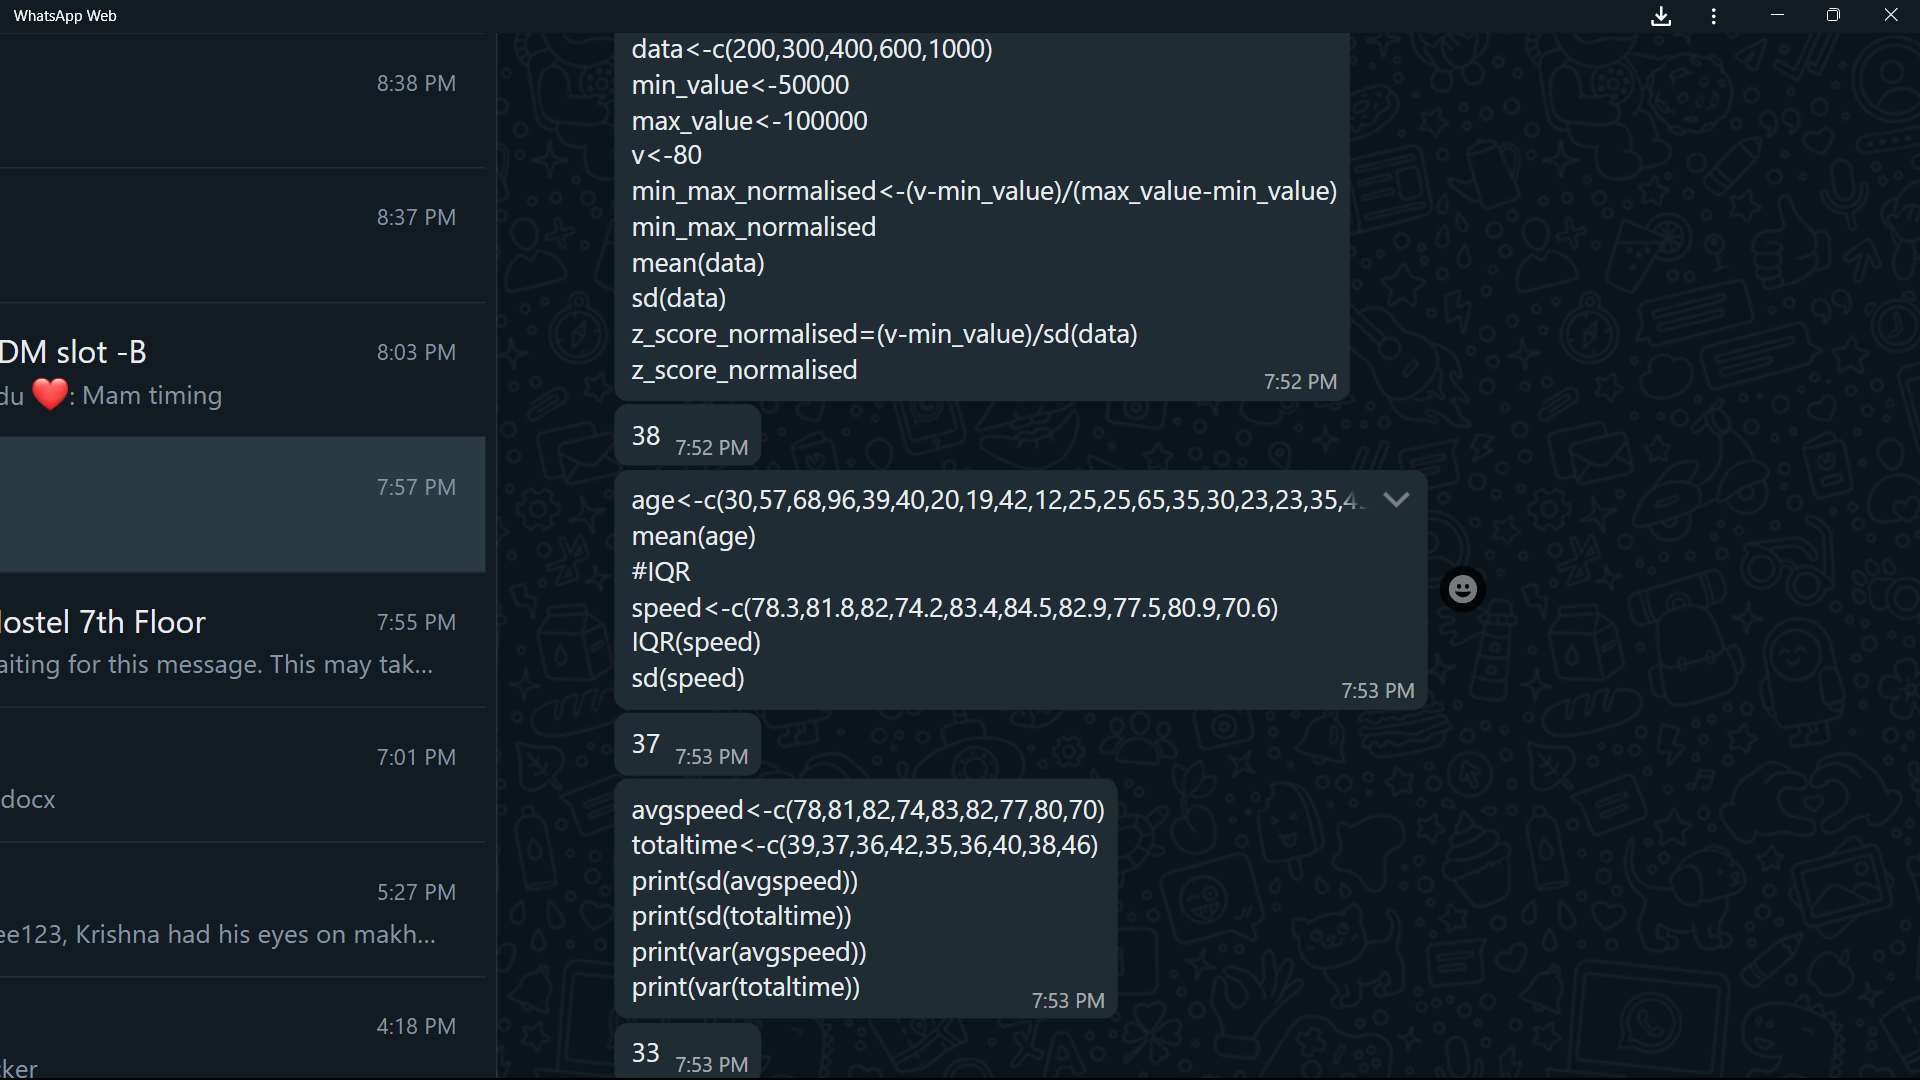 WhatsApp Web
8:38 PM
8:37 PM
DM slot -B
8:03 PM
du ❤️: Mam timing
7:57 PM
Hostel 7th Floor
7:55 PM
aiting for this message. This may tak...
7:01 PM
docx
5:27 PM
ee123, Krishna had his eyes on makh...
4:18 PM
ker
data<-c(200,300,400,600,1000)
min_value<-50000
max_value<-100000
v<-80
min_max_normalised<-(v-min_value)/(max_value-min_value)
min_max_normalised
mean(data)
sd(data)
z_score_normalised=(v-min_value)/sd(data)
z_score_normalised
7:52 PM
38
7:52 PM
age<-c(30,57,68,96,39,40,20,19,42,12,25,25,65,35,30,23,23,35,4
mean(age)
#IQR
speed<-c(78.3,81.8,82,74.2,83.4,84.5,82.9,77.5,80.9,70.6)
IQR(speed)
sd(speed)
7:53 PM
37
7:53 PM
avgspeed<-c(78,81,82,74,83,82,77,80,70)
totaltime<-c(39,37,36,42,35,36,40,38,46)
print(sd(avgspeed))
print(sd(totaltime))
print(var(avgspeed))
print(var(totaltime))
7:53 PM
33
7:53 PM